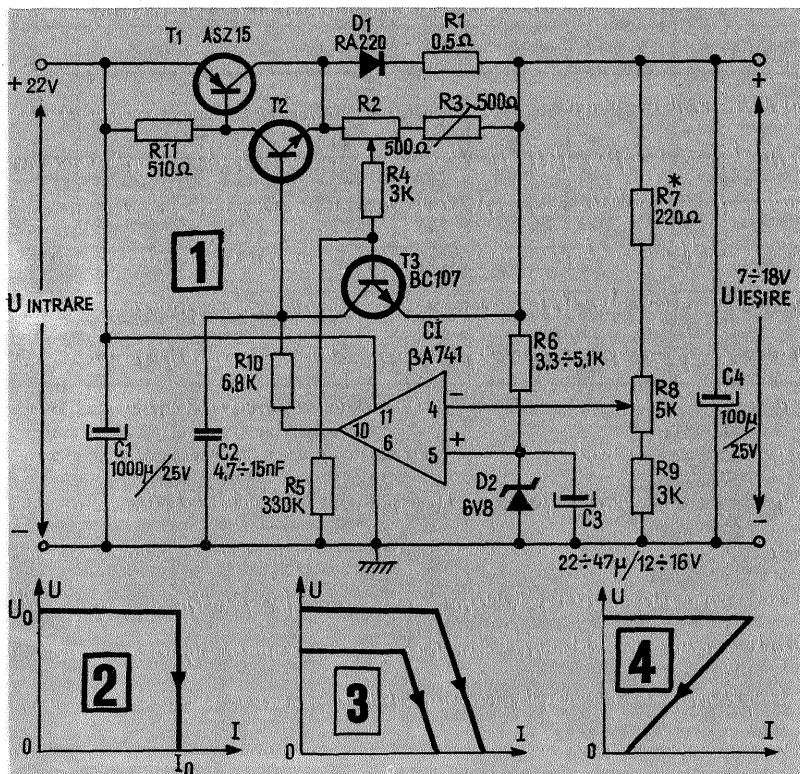 T1 ASZ15
D1
RA220
R1
0,5Ω
+ 22V
+
T2
R2
500Ω
R3 500Ω
R11
510Ω
R4
3K
R7*
220Ω
1
T3
BC107
U INTRARE
7÷18V
U IEȘIRE
CI
βA741
R6
3,3÷5,1K
R10
6,8K
11
10
6
-
4
+
5
R8
5K
C4
100μ/25V
C1
1000μ/25V
C2
4,7÷15nF
R5
330K
D2
6V8
C3
R9
3K
-
-
22÷47μ/12÷16V
U
U0
2
0
I0
I
U
3
0
I
U
4
0
I